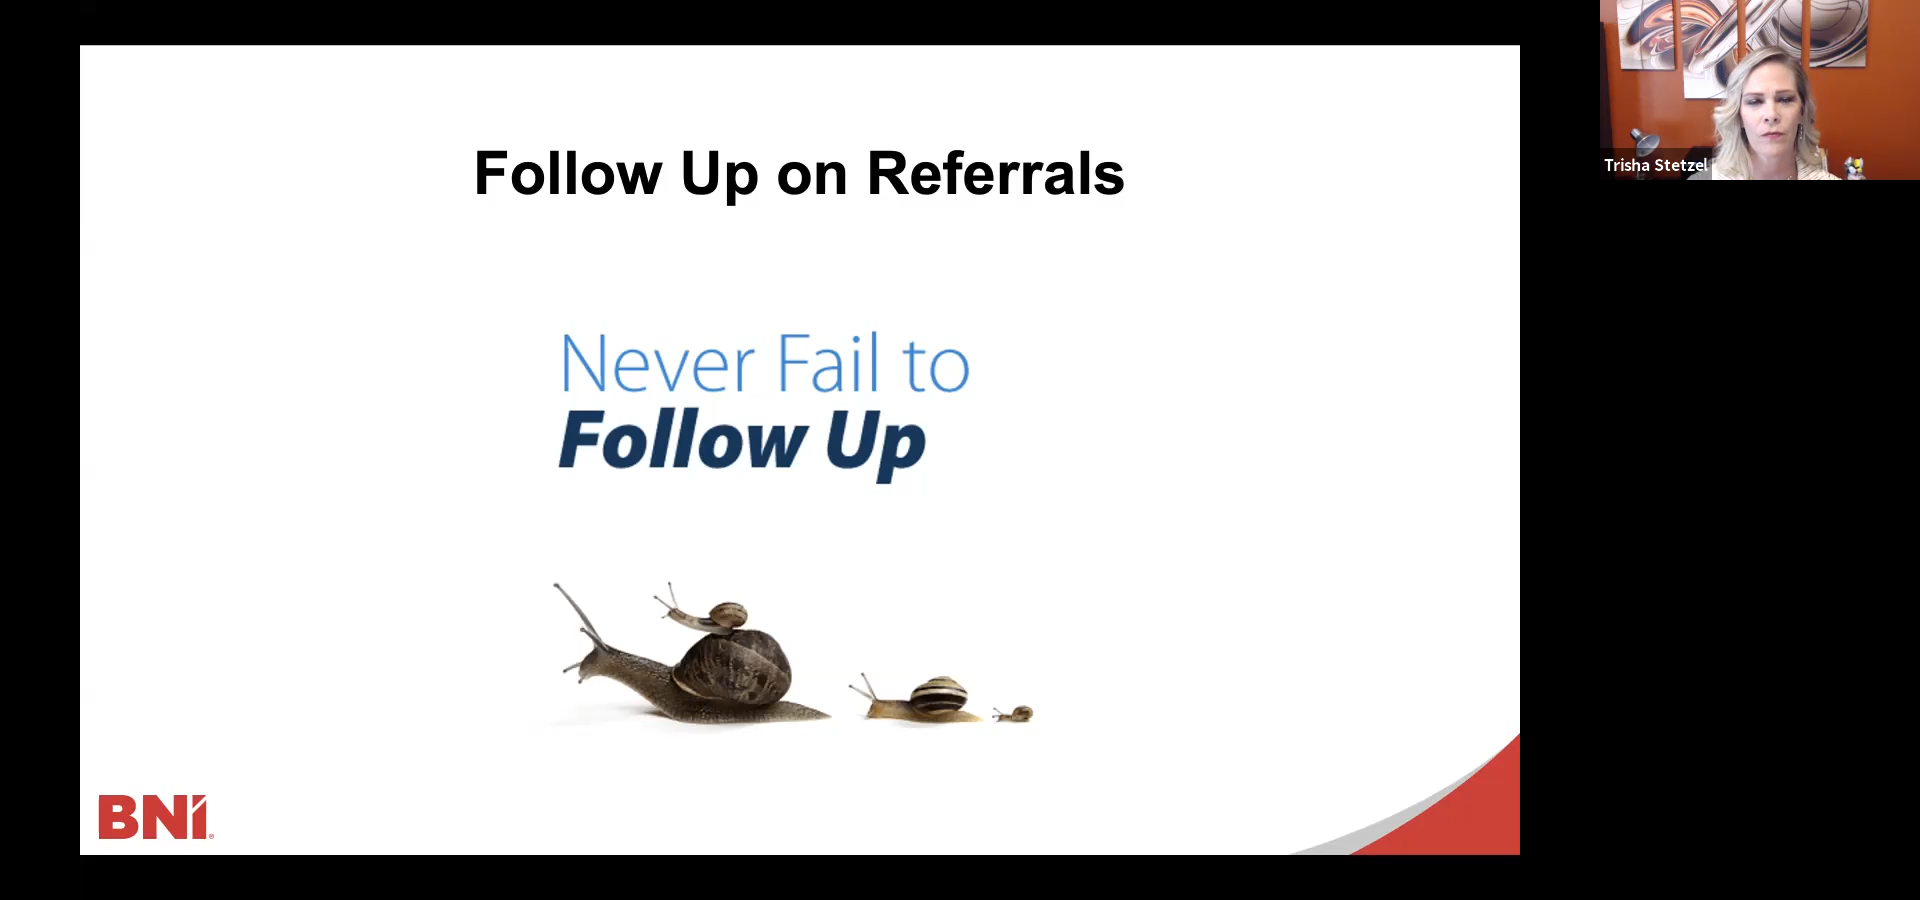 Follow Up on Referrals
Never Fail to
Follow Up
BNI®
Trisha Stetzel